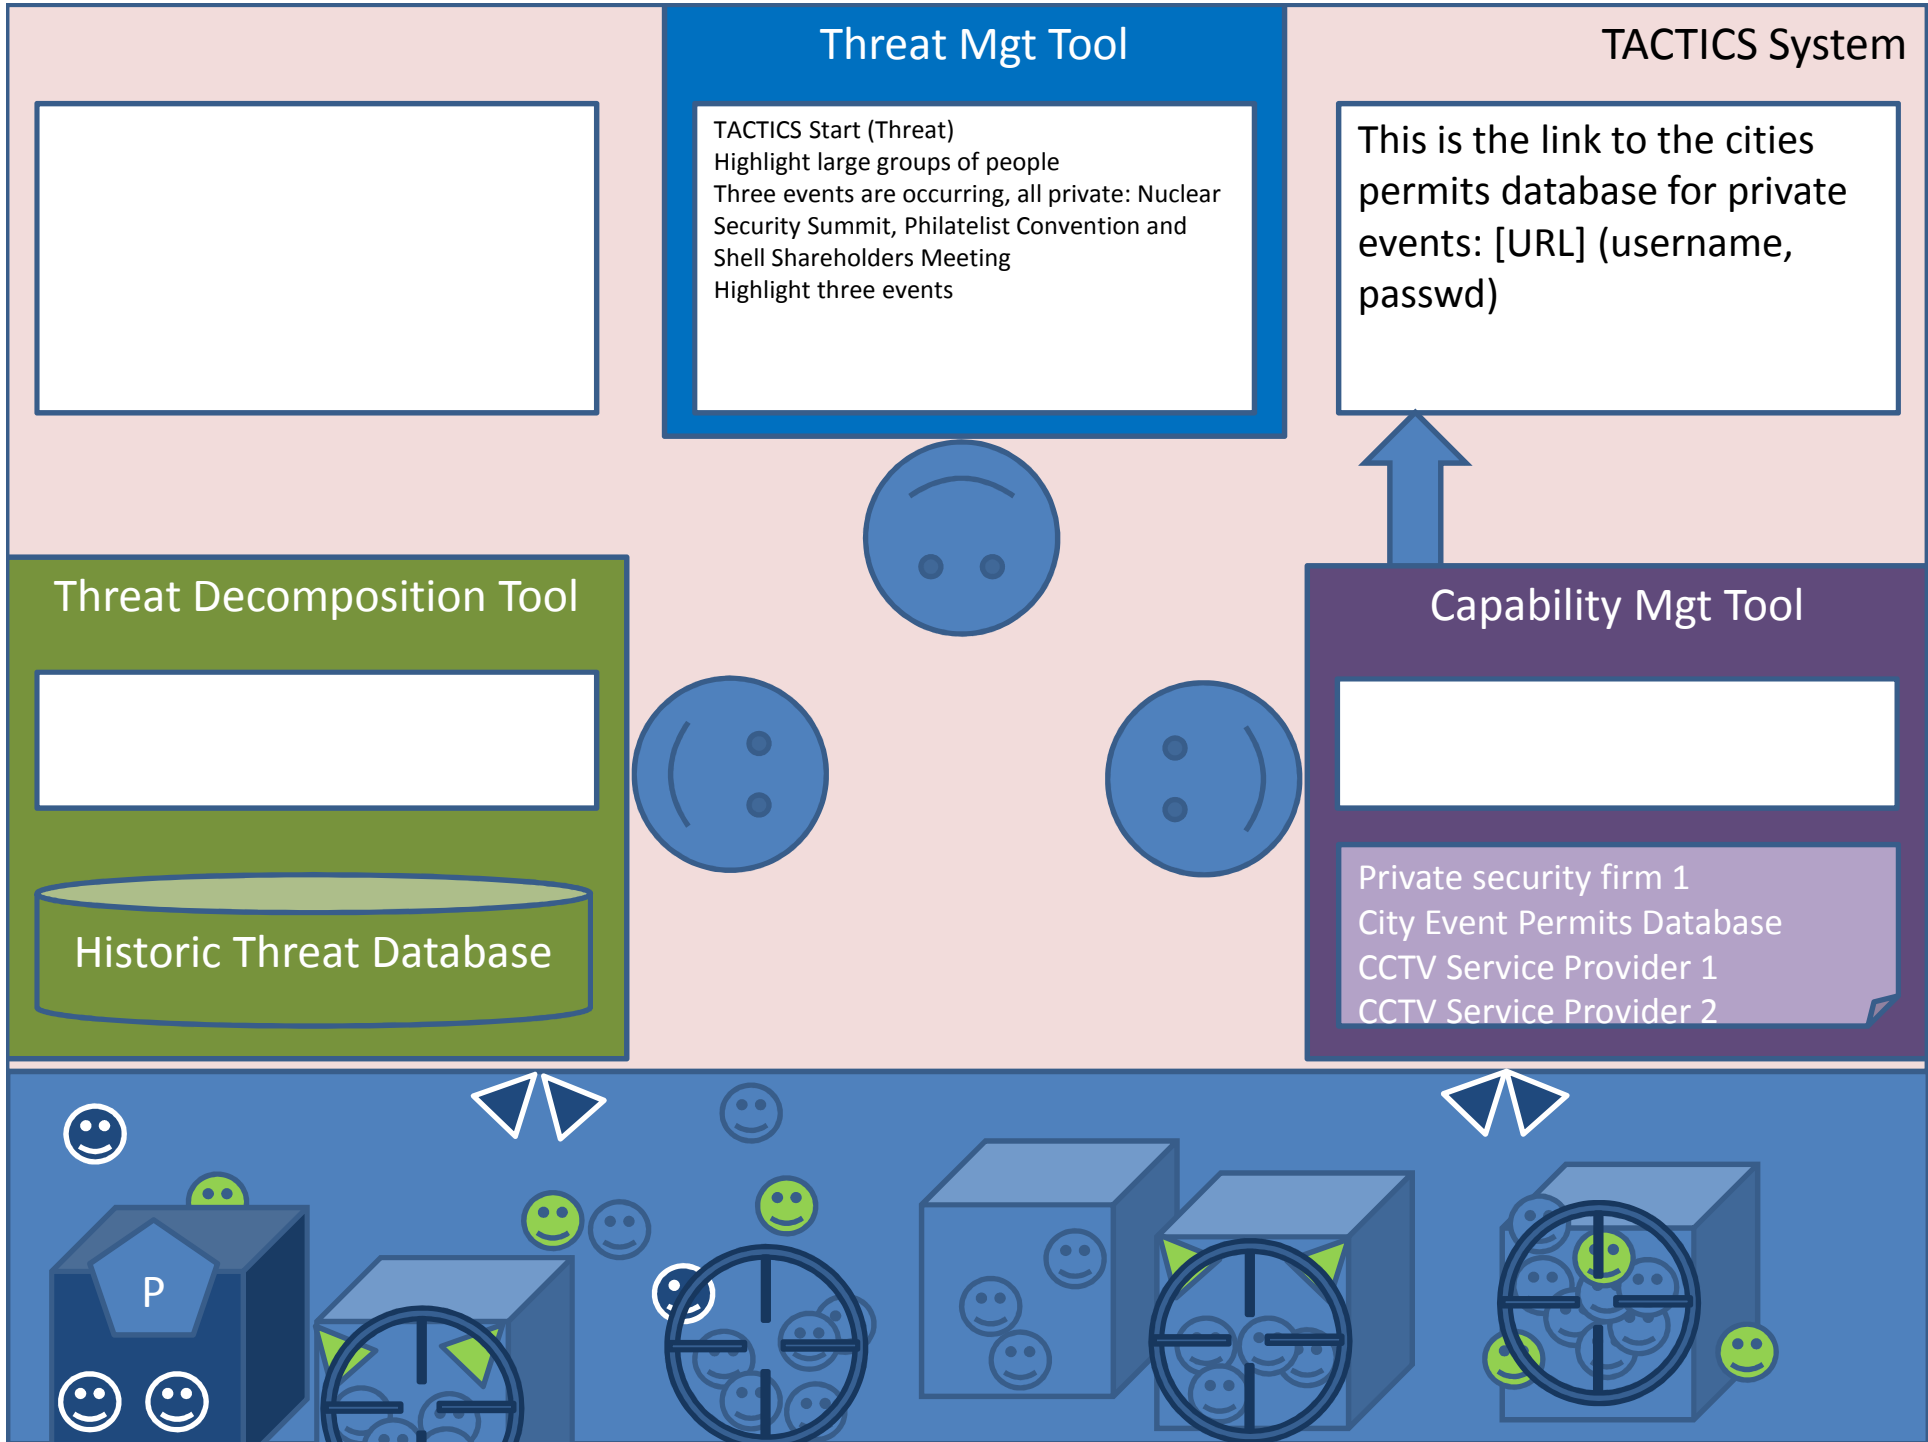 Threat Mgt Tool
TACTICS System
TACTICS Start (Threat)
Highlight large groups of people
Three events are occurring, all private: Nuclear
Security Summit, Philatelist Convention and
Shell Shareholders Meeting
Highlight three events
This is the link to the cities
permits database for private
events: [URL] (username,
passwd)
Threat Decomposition Tool
Historic Threat Database
Capability Mgt Tool
Private security firm 1
City Event Permits Database
CCTV Service Provider 1
CCTV Service Provider 2
P